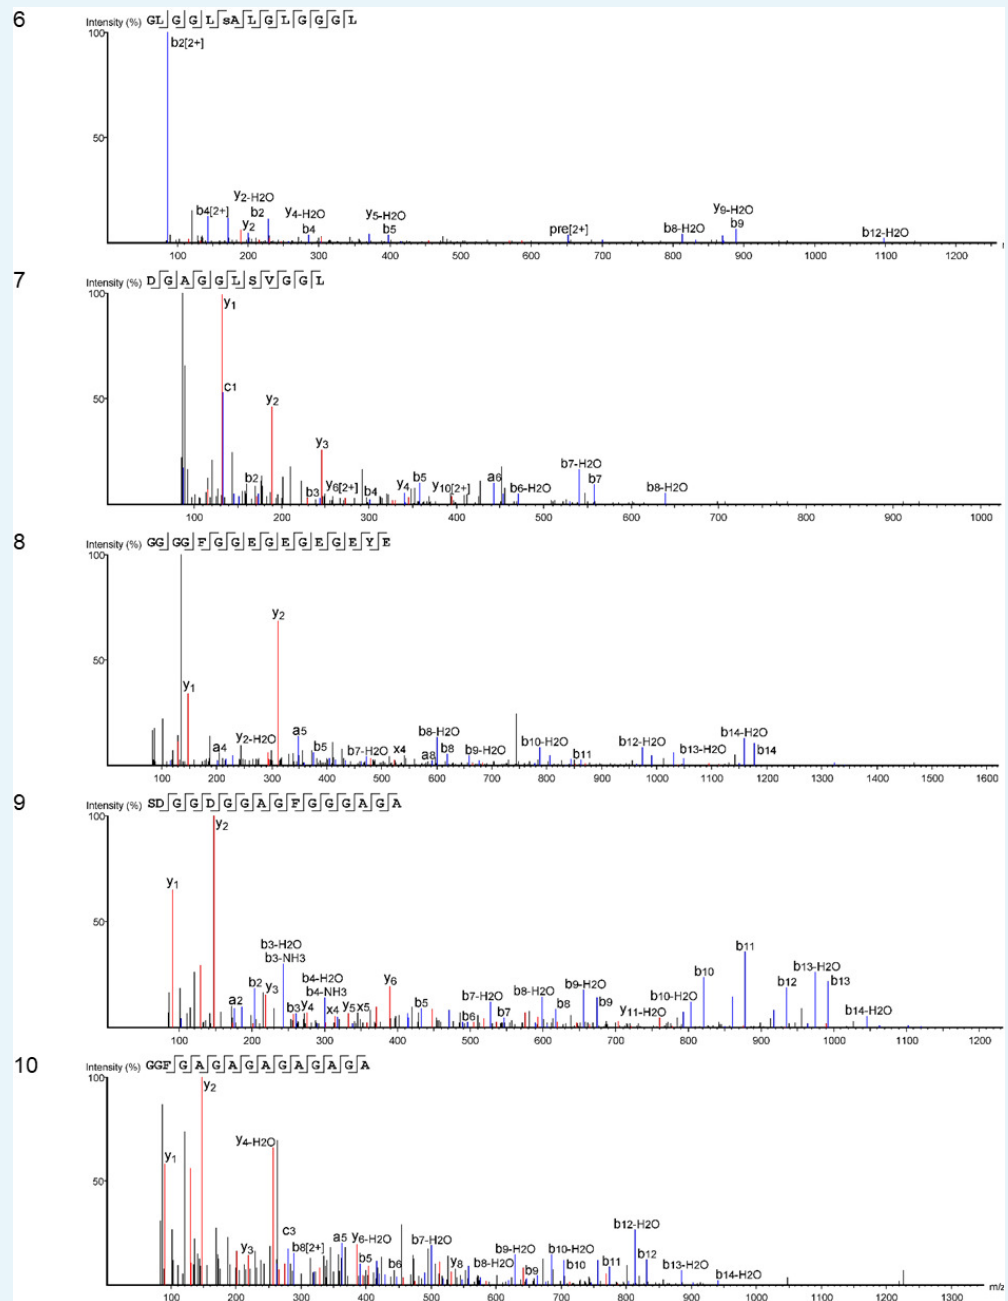 6
Intensity (%) GLGGLsALGLGGGL
100
b2[2+]
50
y2-H2O
b4[2+] b2 y4-H2O y5-H2O y9-H2O
y2 b4 b5 pre[2+] b8-H2O b9 b12-H2O
100 200 300 400 500 600 700 800 900 1000 1100 1200
7
Intensity (%) DGAGGLSVGGL
100
y1
c1
50
y2
y3
b7-H2O
b2 b3 y6[2+] b4 y4 b5 y10[2+] a6 b6-H2O b7 b8-H2O
100 200 300 400 500 600 700 800 900 1000
8
Intensity (%) GGGGFGGEGEGEGEYE
100
y2
50
y1
a4 y2-H2O a5 b5 b7-H2O x4 a8 b8-H2O b8 b9-H2O b10-H2O b11 b12-H2O b13-H2O b14-H2O b14
100 200 300 400 500 600 700 800 900 1000 1100 1200 1300 1400 1500 1600
9
Intensity (%) SDGGDGGAGFGGGAGA
100
y2
y1
50
b3-H2O
b3-NH3
b4-H2O
b4-NH3
a2 b2 y3 b3 y4 x4 y5 x5 y6 b5 b6 b7-H2O b7 b8-H2O b8 b9-H2O b9 y11-H2O b10-H2O b10 b11 b12 b13-H2O b13 b14-H2O
100 200 300 400 500 600 700 800 900 1000 1100 1200
10
Intensity (%) GGFGAGAGAGAGA
100
y2
y4-H2O
y1
50
y3 c3 b8[2+] a5 y6-H2O b5 b6 b7-H2O y8 b8-H2O b9-H2O b9 b10-H2O b10 b11 b12-H2O b12 b13-H2O b14-H2O
100 200 300 400 500 600 700 800 900 1000 1100 1200 1300 m/z